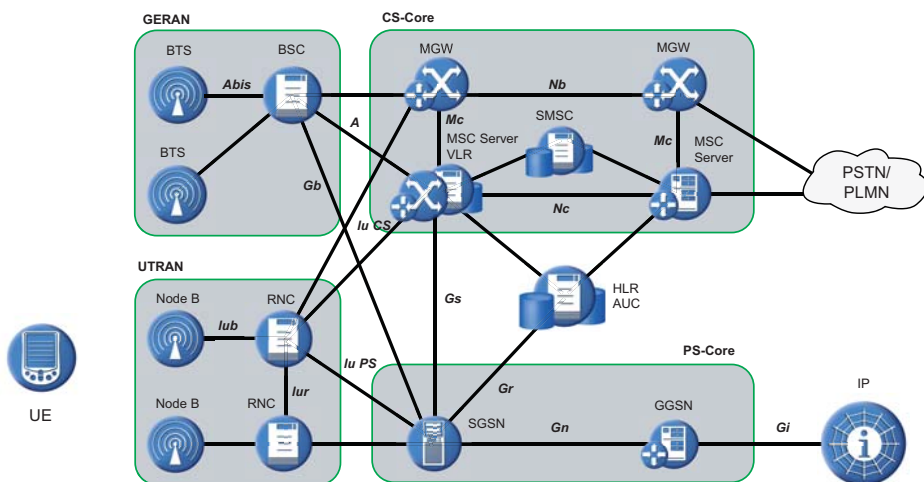 GERAN
CS-Core
BTS
BSC
MGW
MGW
Abis
Nb
A
Mc
SMSC
Mc
MSC Server
VLR
MSC
Server
BTS
Gb
PSTN/
PLMN
Nc
Iu CS
UTRAN
Node B
RNC
Gs
HLR
AUC
Iub
Iu PS
PS-Core
UE
Iur
Gr
Node B
RNC
SGSN
GGSN
IP
Gn
Gi